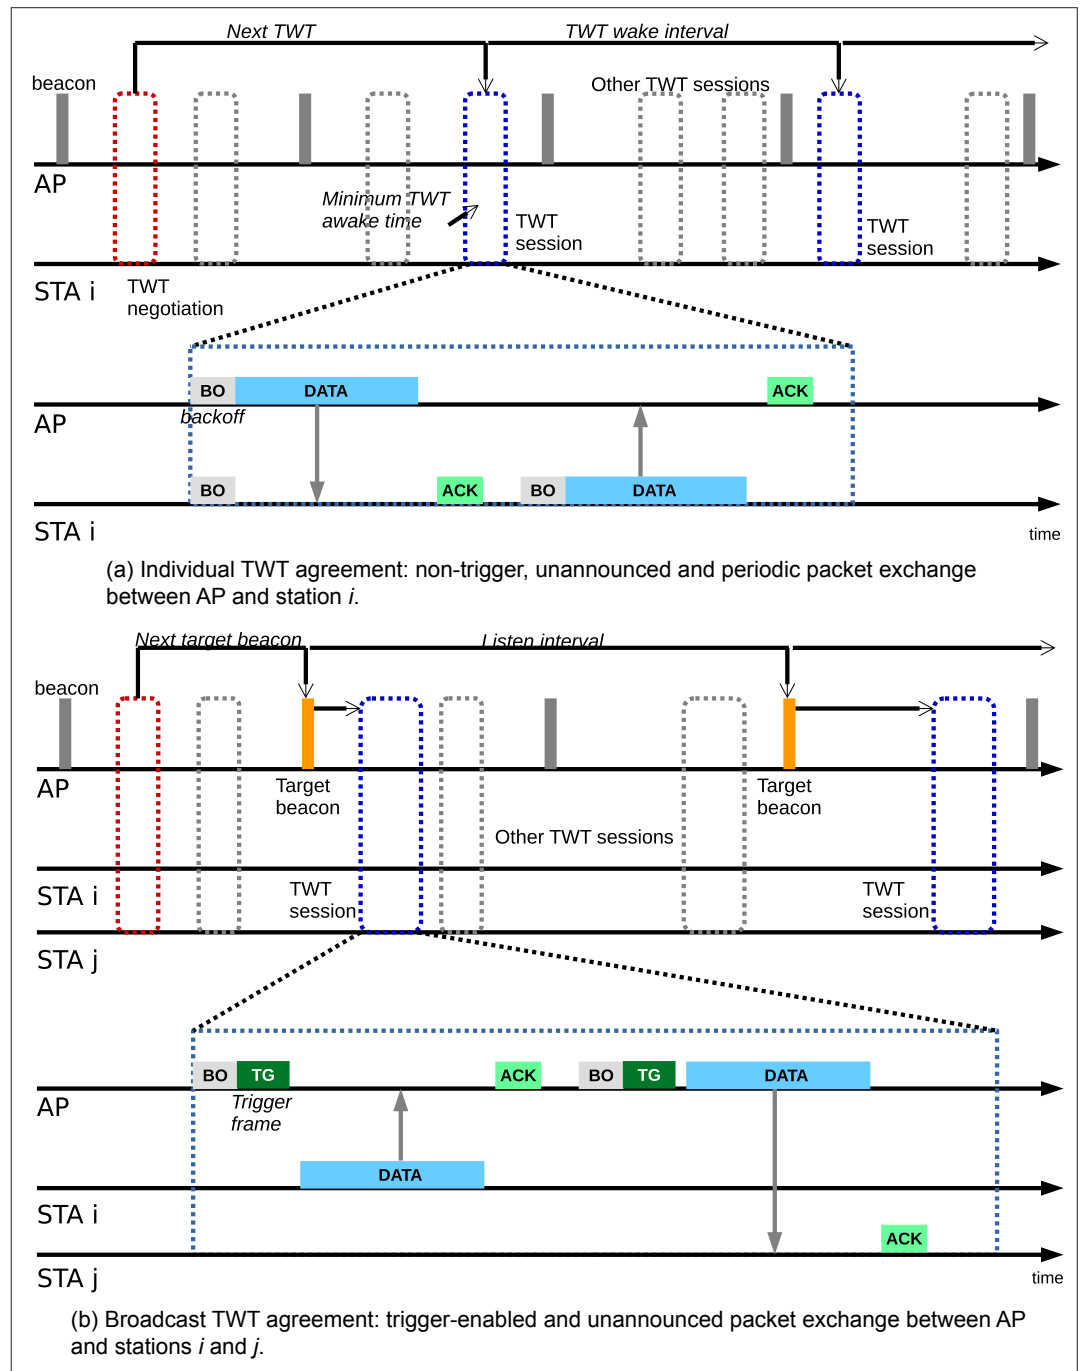 Next TWT
TWT wake interval
beacon
Other TWT sessions
AP
Minimum TWT
awake time
TWT
session
TWT
session
STA i
TWT
negotiation
BO
DATA
ACK
backoff
AP
BO
ACK
BO
DATA
STA i
time
(a) Individual TWT agreement: non-trigger, unannounced and periodic packet exchange
between AP and station i.
Next target beacon
Listen interval
beacon
AP
Target
beacon
Target
beacon
Other TWT sessions
STA i
TWT
session
TWT
session
STA j
BO
TG
ACK
BO
TG
DATA
AP
Trigger
frame
DATA
STA i
ACK
STA j
time
(b) Broadcast TWT agreement: trigger-enabled and unannounced packet exchange between AP
and stations i and j.